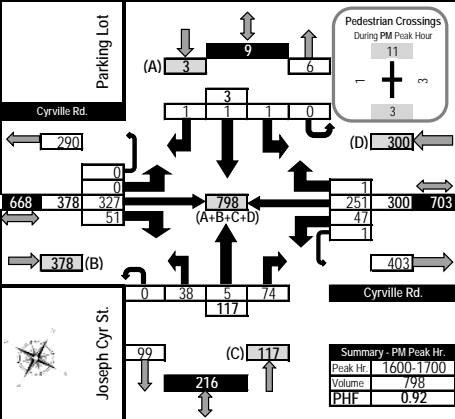 Parking Lot
(A) 3
9
6
Pedestrian Crossings
During PM Peak Hour
11
1
3
3
3
1 1 1 0
Cyrville Rd.
290
(D) 300
0
0
668 378 327
51
798
(A+B+C+D)
1
251 300 703
47
1
378 (B)
403
0 38 5 74
117
Cyrville Rd.
Joseph Cyr St.
99
(C) 117
216
Summary - PM Peak Hr.
Peak Hr. 1600-1700
Volume 798
PHF 0.92